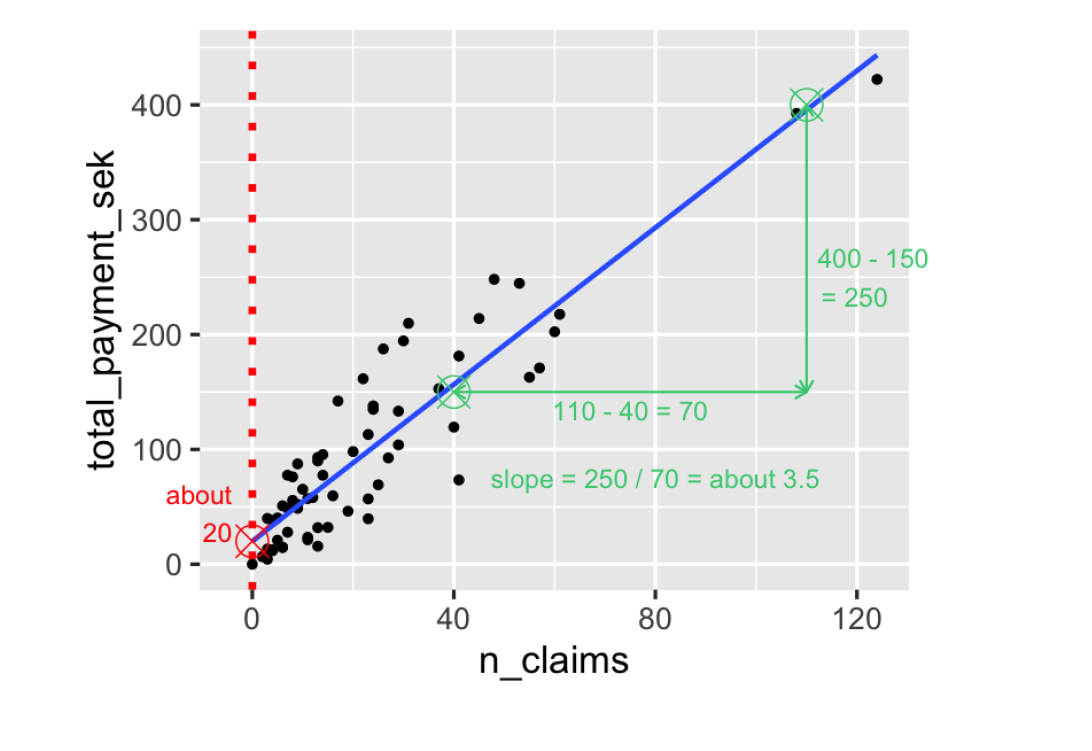 400
300
200
100
0
total_payment_sek
400 - 150
= 250
110 - 40 = 70
slope = 250 / 70 = about 3.5
about
20
0
40
80
120
n_claims